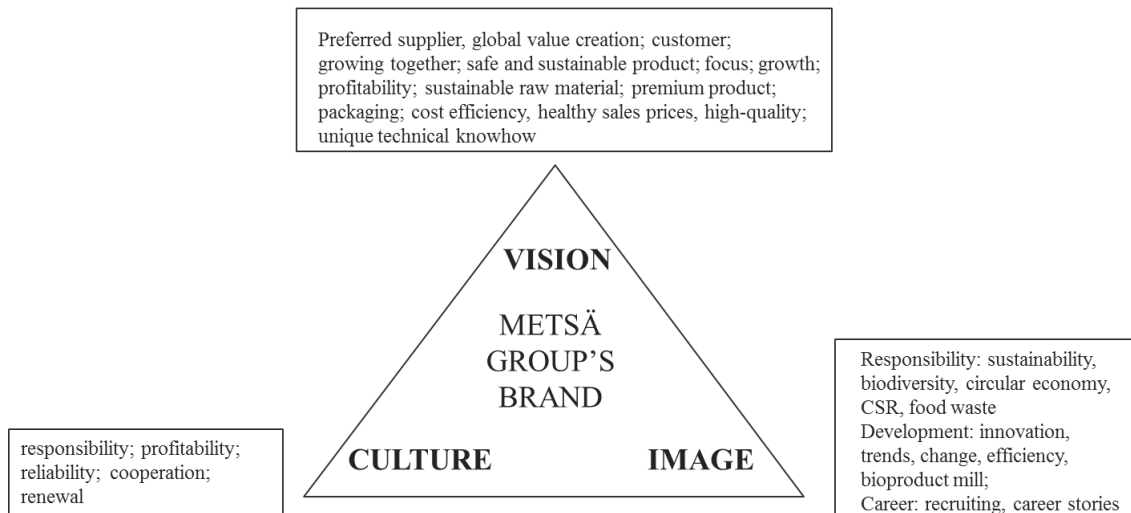 Preferred supplier, global value creation; customer;
growing together; safe and sustainable product; focus; growth;
profitability; sustainable raw material; premium product;
packaging; cost efficiency, healthy sales prices, high-quality;
unique technical knowhow
VISION
METSÄ
GROUP'S
BRAND
CULTURE
IMAGE
responsibility; profitability;
reliability; cooperation;
renewal
Responsibility: sustainability,
biodiversity, circular economy,
CSR, food waste
Development: innovation,
trends, change, efficiency,
bioproduct mill;
Career: recruiting, career stories